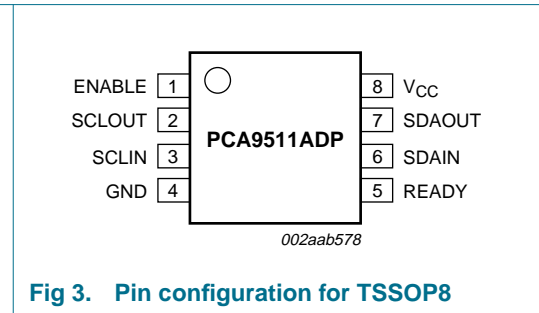 ENABLE 1 8 VCC
SCLOUT 2 7 SDAOUT
PCA9511ADP
SCLIN 3 6 SDAIN
GND 4 5 READY
002aab578
Fig 3. Pin configuration for TSSOP8